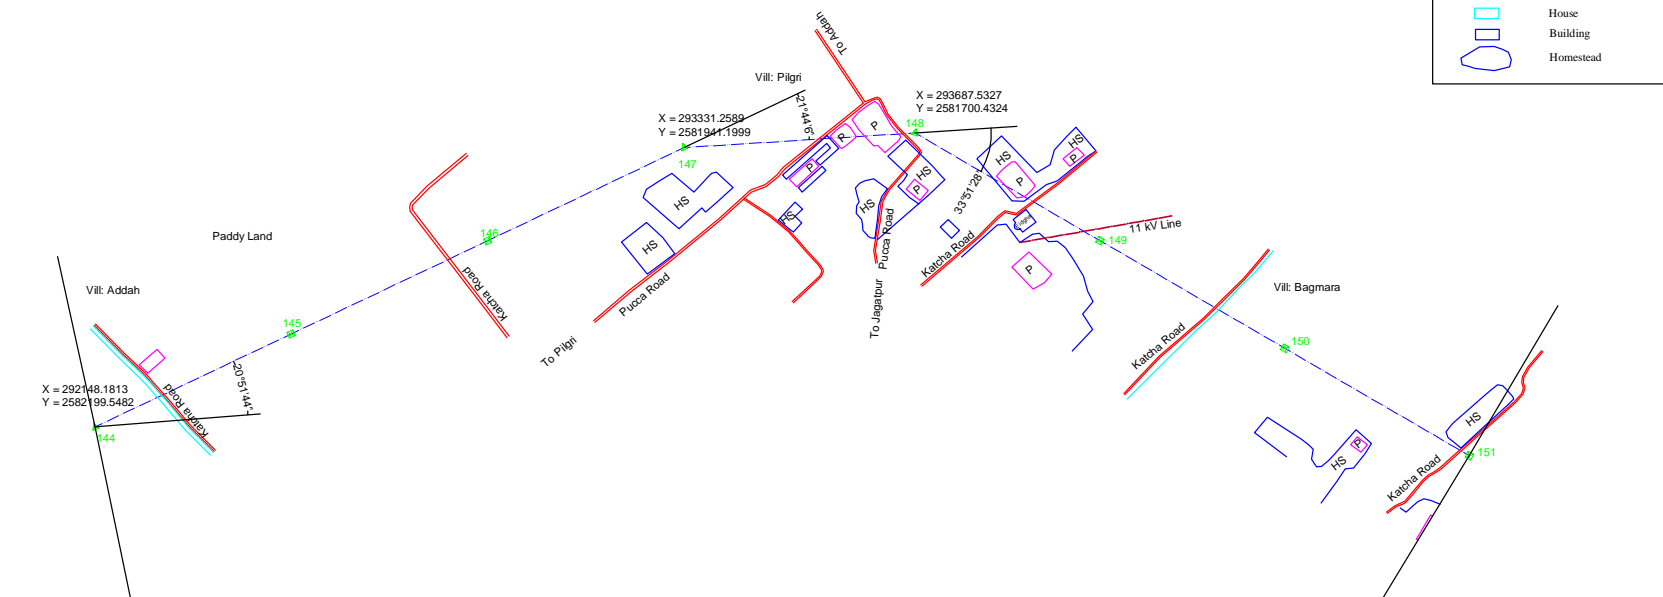 House
Building
Homestead
To Addah
Vill: Pilgri
X = 293687.5327
Y = 2581700.4324
148
21°44'6"
X = 293331.2589
Y = 2581941.1999
147
P
R
P
HS
P
HS
P
HS
P
HS
P
33°51'28"
HS
HS
HS
HS
146
Paddy Land
149
11 kV Line
Pucca Road
Katcha Road
P
Katcha Road
Pucca Road
To Jagatpur
To Pilgri
Vill: Addah
Vill: Bagmara
145
150
Katcha Road
20°51'44"
X = 292148.1813
Y = 2582199.5482
Katcha Road
144
HS
P
HS
151
Katcha Road